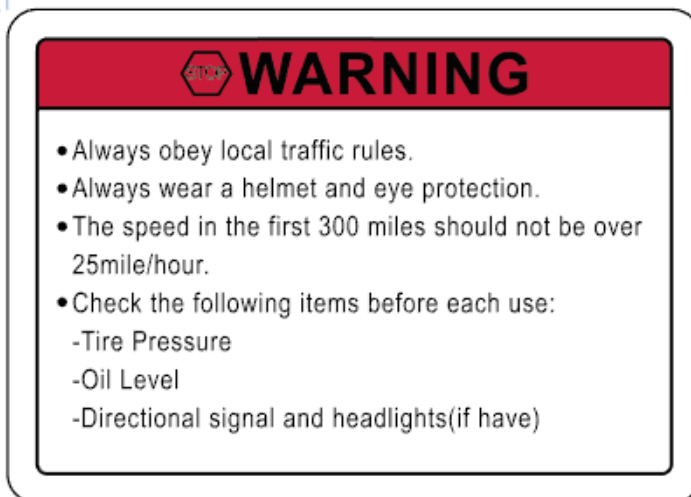 STOP WARNING
•Always obey local traffic rules.
•Always wear a helmet and eye protection.
•The speed in the first 300 miles should not be over
25mile/hour.
•Check the following items before each use:
-Tire Pressure
-Oil Level
-Directional signal and headlights(if have)